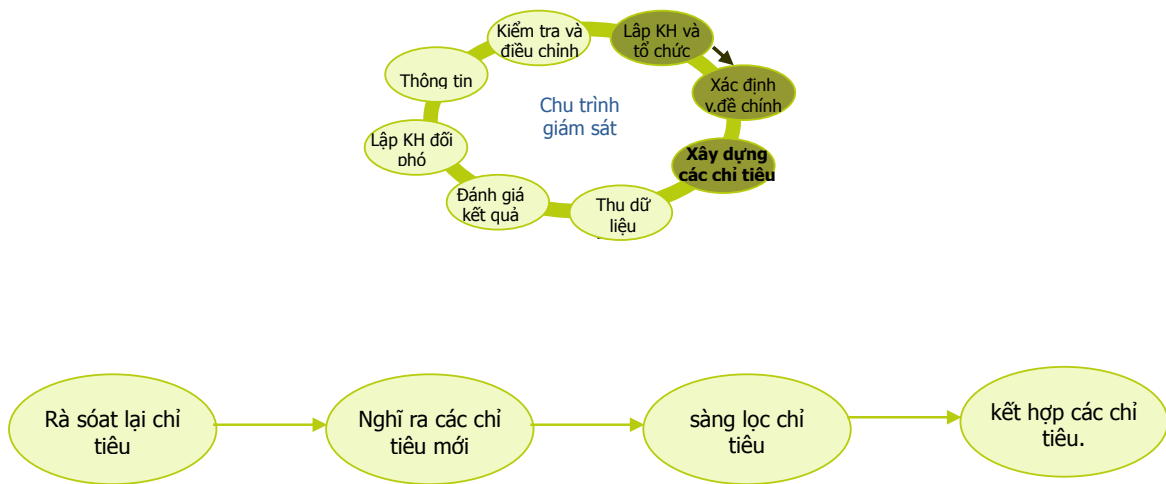 Kiểm tra và
điều chỉnh
Lâp KH và
tổ chức
Thông tin
Xác định
v.đề chính
Chu trình
giám sát
Lập KH đối
phó
Xây dựng
các chỉ tiêu
Đánh giá
kết quả
Thu dữ
liệu
Rà sóat lại chỉ
tiêu
Nghĩ ra các chỉ
tiêu mới
sàng lọc chỉ
tiêu
kết hợp các chỉ
tiêu.